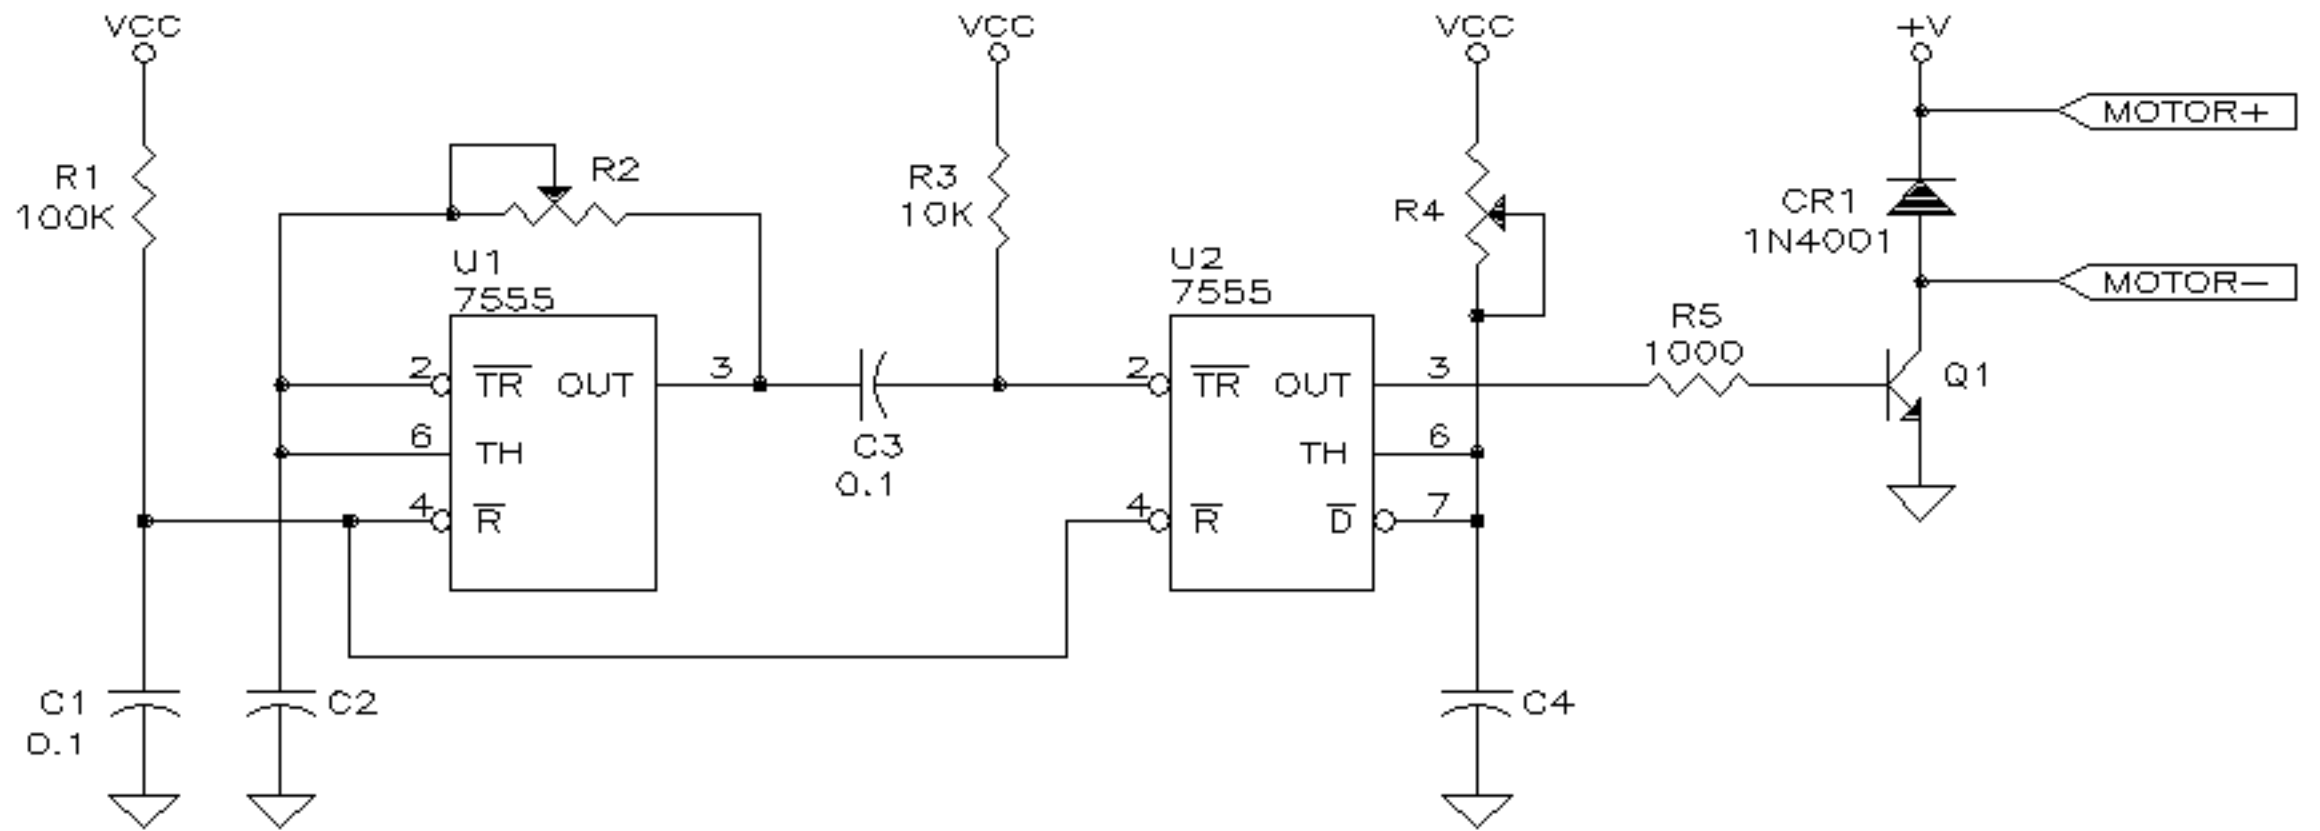 VCC
VCC
VCC
+V
MOTOR+
R1
100K
R2
R3
10K
R4
CR1
1N4001
U1
7555
U2
7555
MOTOR-
R5
1000
2
TR
OUT
3
6
TH
4
R
C3
0.1
2
TR
OUT
3
TH
6
4
R
D
7
Q1
C1
0.1
C2
C4